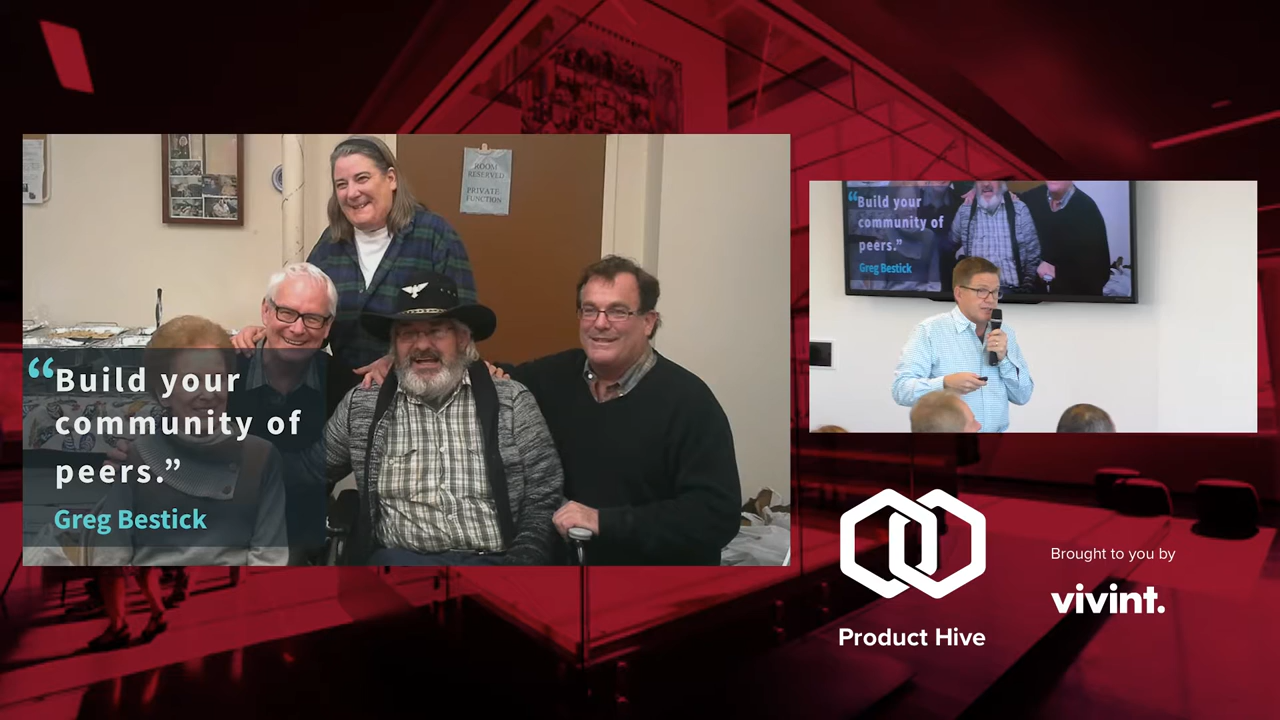 ROOM
RESERVED
PRIVATE
FUNCTION
“Build your
community of
peers.”
Greg Bestick
“Build your
community of
peers.”
Greg Bestick
Product Hive
Brought to you by
vivint.